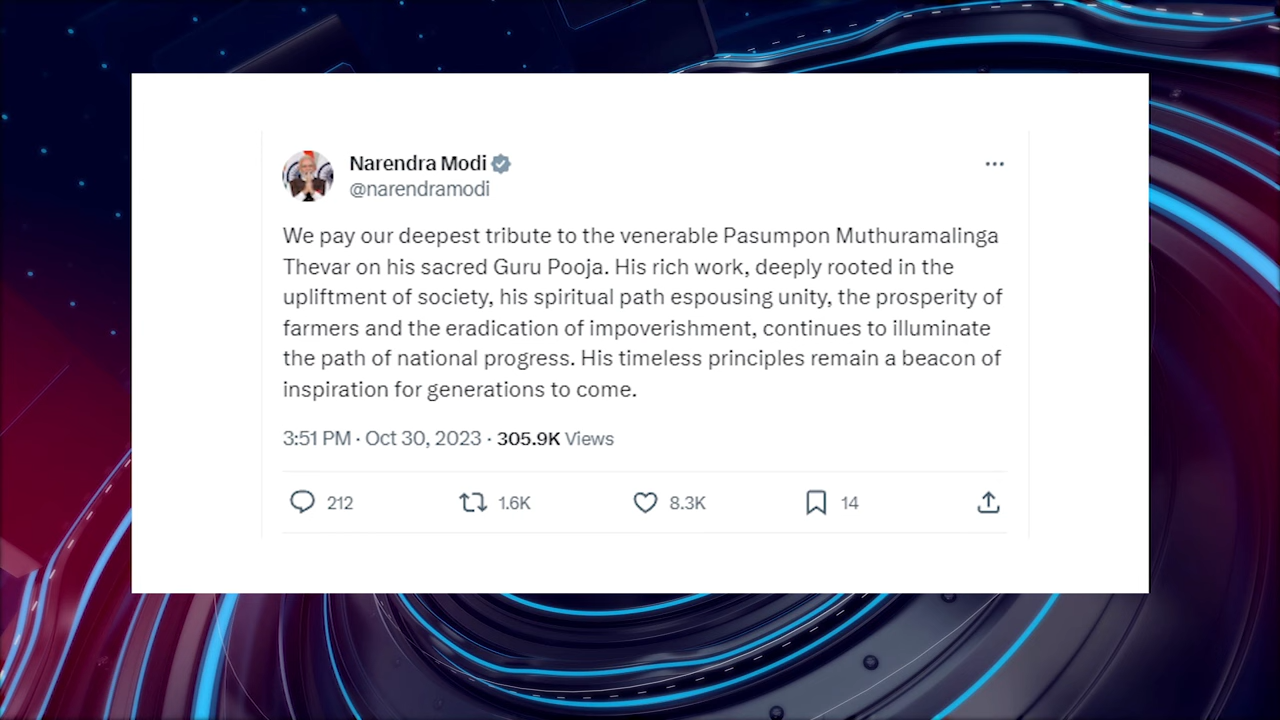 Narendra Modi
@narendramodi
We pay our deepest tribute to the venerable Pasumpon Muthuramalinga
Thevar on his sacred Guru Pooja. His rich work, deeply rooted in the
upliftment of society, his spiritual path espousing unity, the prosperity of
farmers and the eradication of impoverishment, continues to illuminate
the path of national progress. His timeless principles remain a beacon of
inspiration for generations to come.
3:51 PM · Oct 30, 2023 · 305.9K Views
212 1.6K 8.3K 14